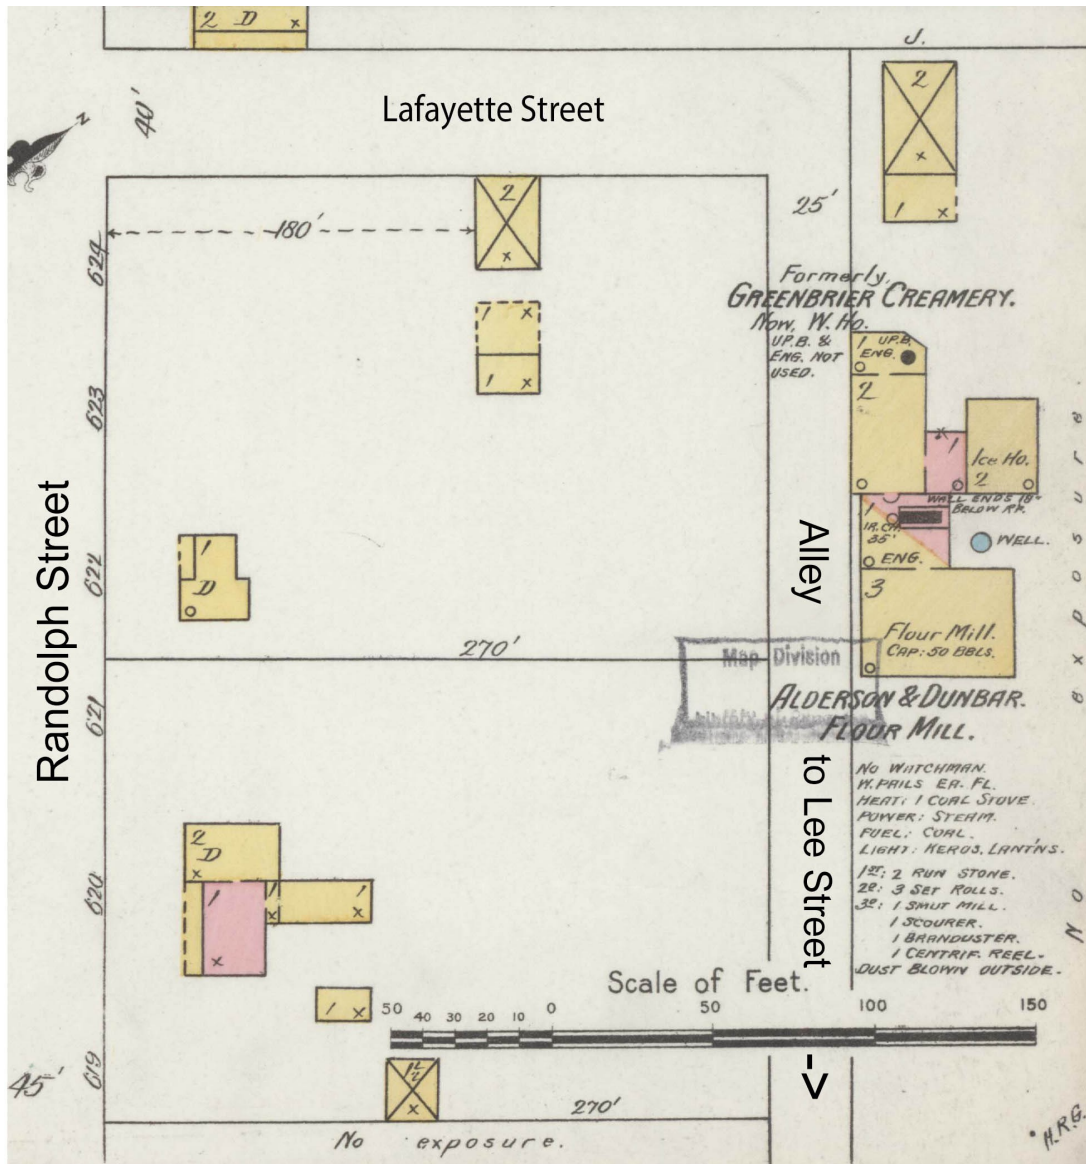 2 D x
J.
40'
Lafayette Street
N
2
x
1 x
25'
180'
2
x
624
Formerly,
GREENBRIER CREAMERY.
Now, W. Ho.
UP.B. &
ENG. NOT
USED.
1 UP.B.
ENG.
1 x
1 x
2
623
x
1
Ice Ho.
2
WALL ENDS 18"
BELOW RF.
1
IR.CH.
35'
ENG.
WELL.
1
D
622
Randolph Street
Alley
3
Flour Mill.
CAP: 50 BBLS.
270'
Map Division
621
ALDERSON & DUNBAR.
FLOUR MILL.
to Lee Street
->
No exposure.
NO WATCHMAN.
W. PAILS EA. FL.
HEAT: 1 COAL STOVE.
POWER: STEAM.
FUEL: COAL.
LIGHT: KEROS. LANT'NS.
1ST: 2 RUN STONE.
2D: 3 SET ROLLS.
3D: 1 SMUT MILL.
1 SCOURER.
1 BRANDUSTER.
1 CENTRIF. REEL.
DUST BLOWN OUTSIDE.
2
D
x
1
1
x
1 x
x
620
1 x
Scale of Feet.
50 40 30 20 10 0 50 100 150
619
45'
1½
x
270'
No exposure.
H.R.G.